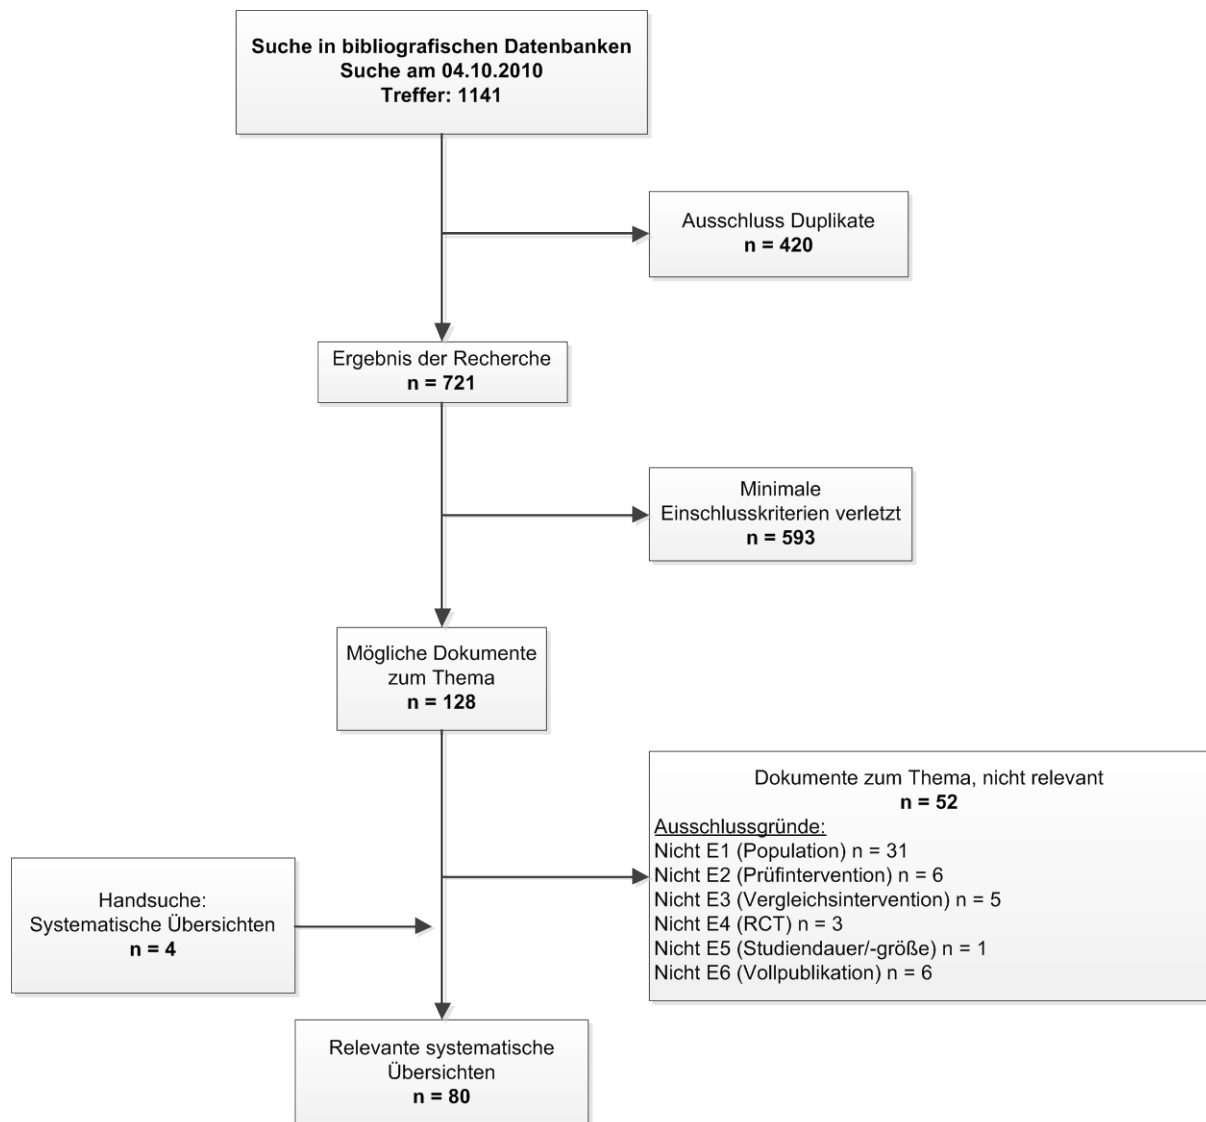 Suche in bibliografischen Datenbanken
Suche am 04.10.2010
Treffer: 1141
Ausschluss Duplikate
n = 420
Ergebnis der Recherche
n = 721
Minimale
Einschlusskriterien verletzt
n = 593
Mögliche Dokumente
zum Thema
n = 128
Dokumente zum Thema, nicht relevant
n = 52
Ausschlussgründe:
Nicht E1 (Population) n = 31
Nicht E2 (Prüfintervention) n = 6
Nicht E3 (Vergleichsintervention) n = 5
Nicht E4 (RCT) n = 3
Nicht E5 (Studiendauer/-größe) n = 1
Nicht E6 (Vollpublikation) n = 6
Handsuche:
Systematische Übersichten
n = 4
Relevante systematische
Übersichten
n = 80